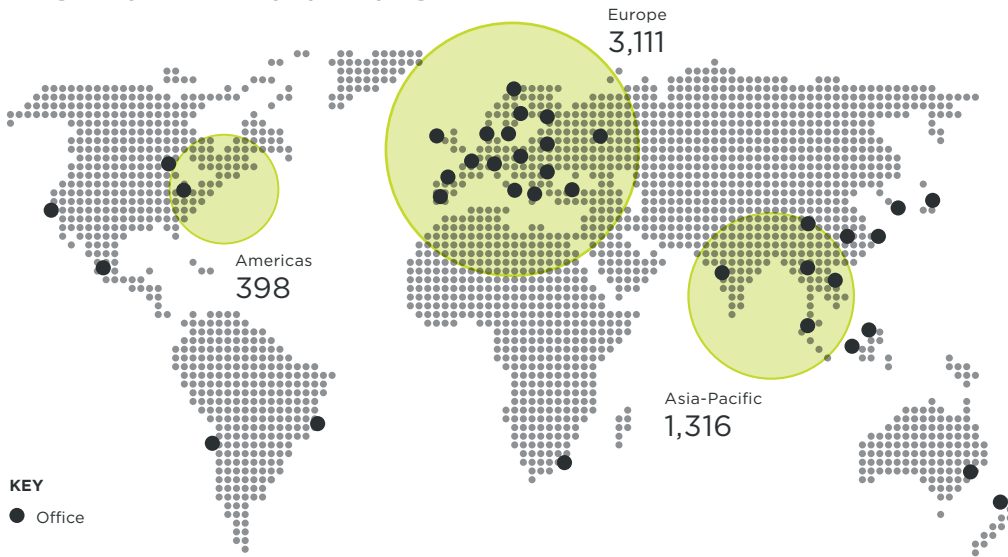 Europe
3,111
Americas
398
Asia-Pacific
1,316
KEY
Office